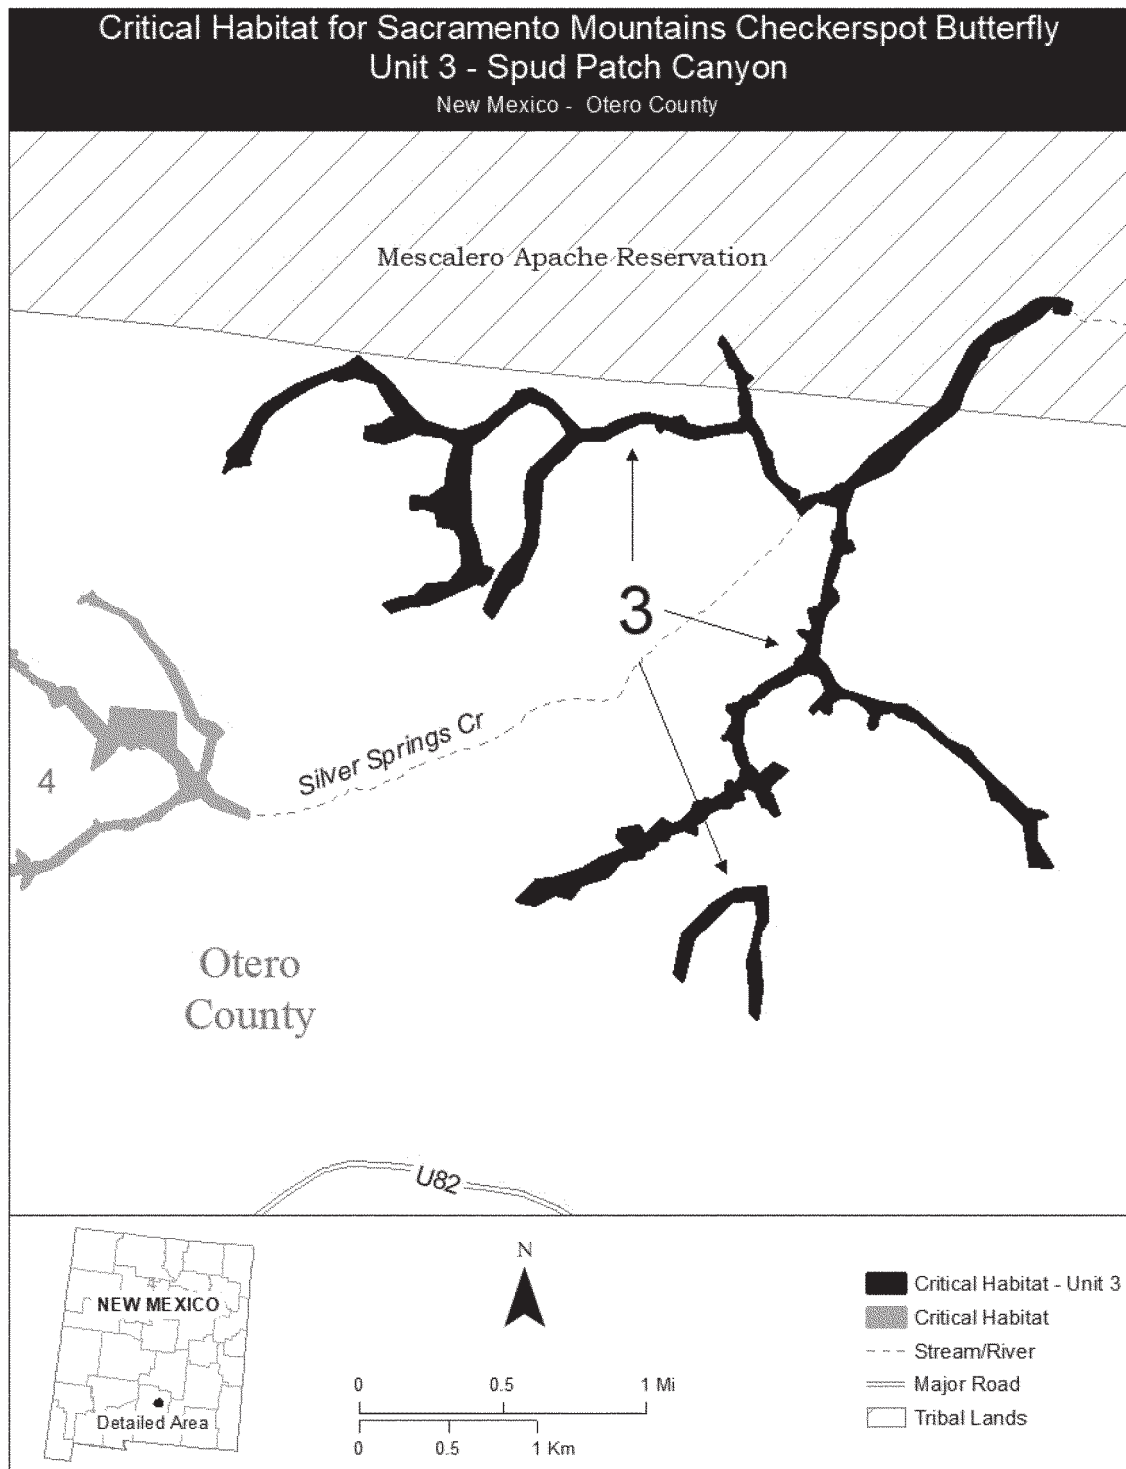 Critical Habitat for Sacramento Mountains Checkerspot Butterfly
Unit 3 - Spud Patch Canyon
New Mexico - Otero County
Mescalero Apache Reservation
3
Silver Springs Cr
4
Otero
County
U82
NEW MEXICO
Detailed Area
N
0 0.5 1 Mi
0 0.5 1 Km
Critical Habitat - Unit 3
Critical Habitat
Stream/River
Major Road
Tribal Lands